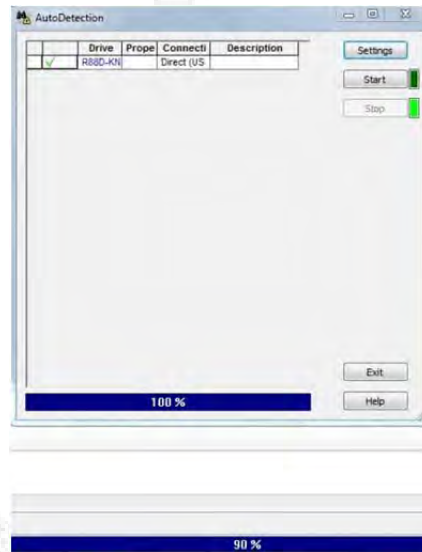 AutoDetection
Drive Prope Connecti Description
R88D-KN Direct (US
Settings
Start
Stop
Exit
100 %
Help
90 %